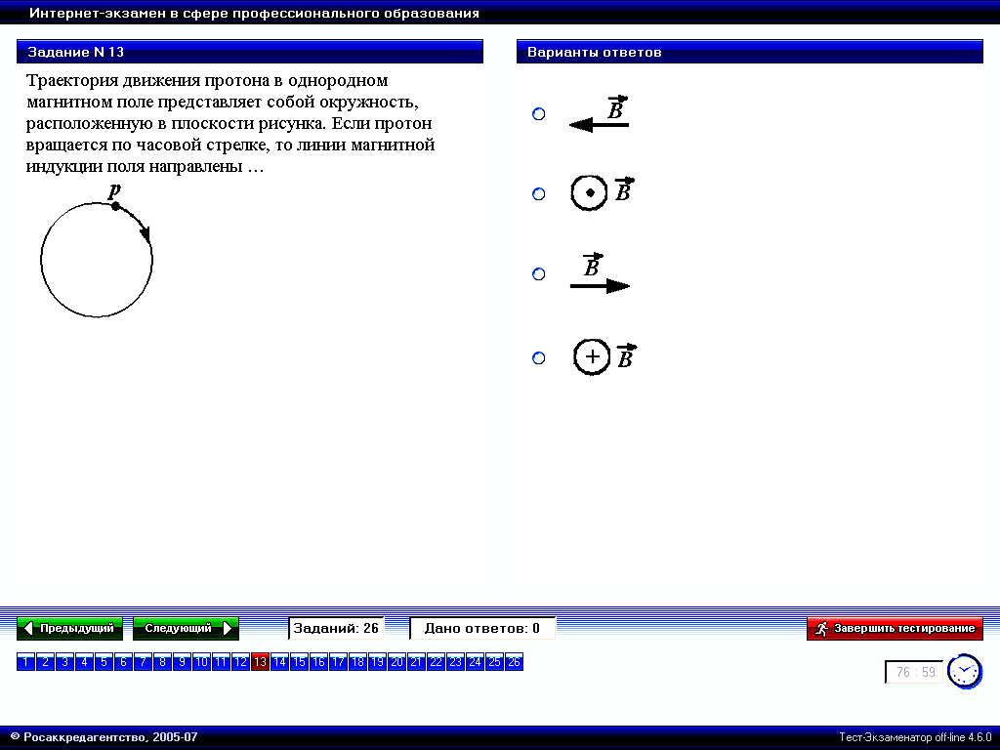 Интернет-экзамен в сфере профессионального образования
Задание N 13
Траектория движения протона в однородном
магнитном поле представляет собой окружность,
расположенную в плоскости рисунка. Если протон
вращается по часовой стрелке, то линии магнитной
индукции поля направлены …
p
Варианты ответов
B
B
B
B
Предыдущий
Следующий
Заданий: 26
Дано ответов: 0
Завершить тестирование
1 2 3 4 5 6 7 8 9 10 11 12 13 14 15 16 17 18 19 20 21 22 23 24 25 26
76 : 59
© Росаккредагентство, 2005-07
Тест-Экзаменатор off-line 4.6.0